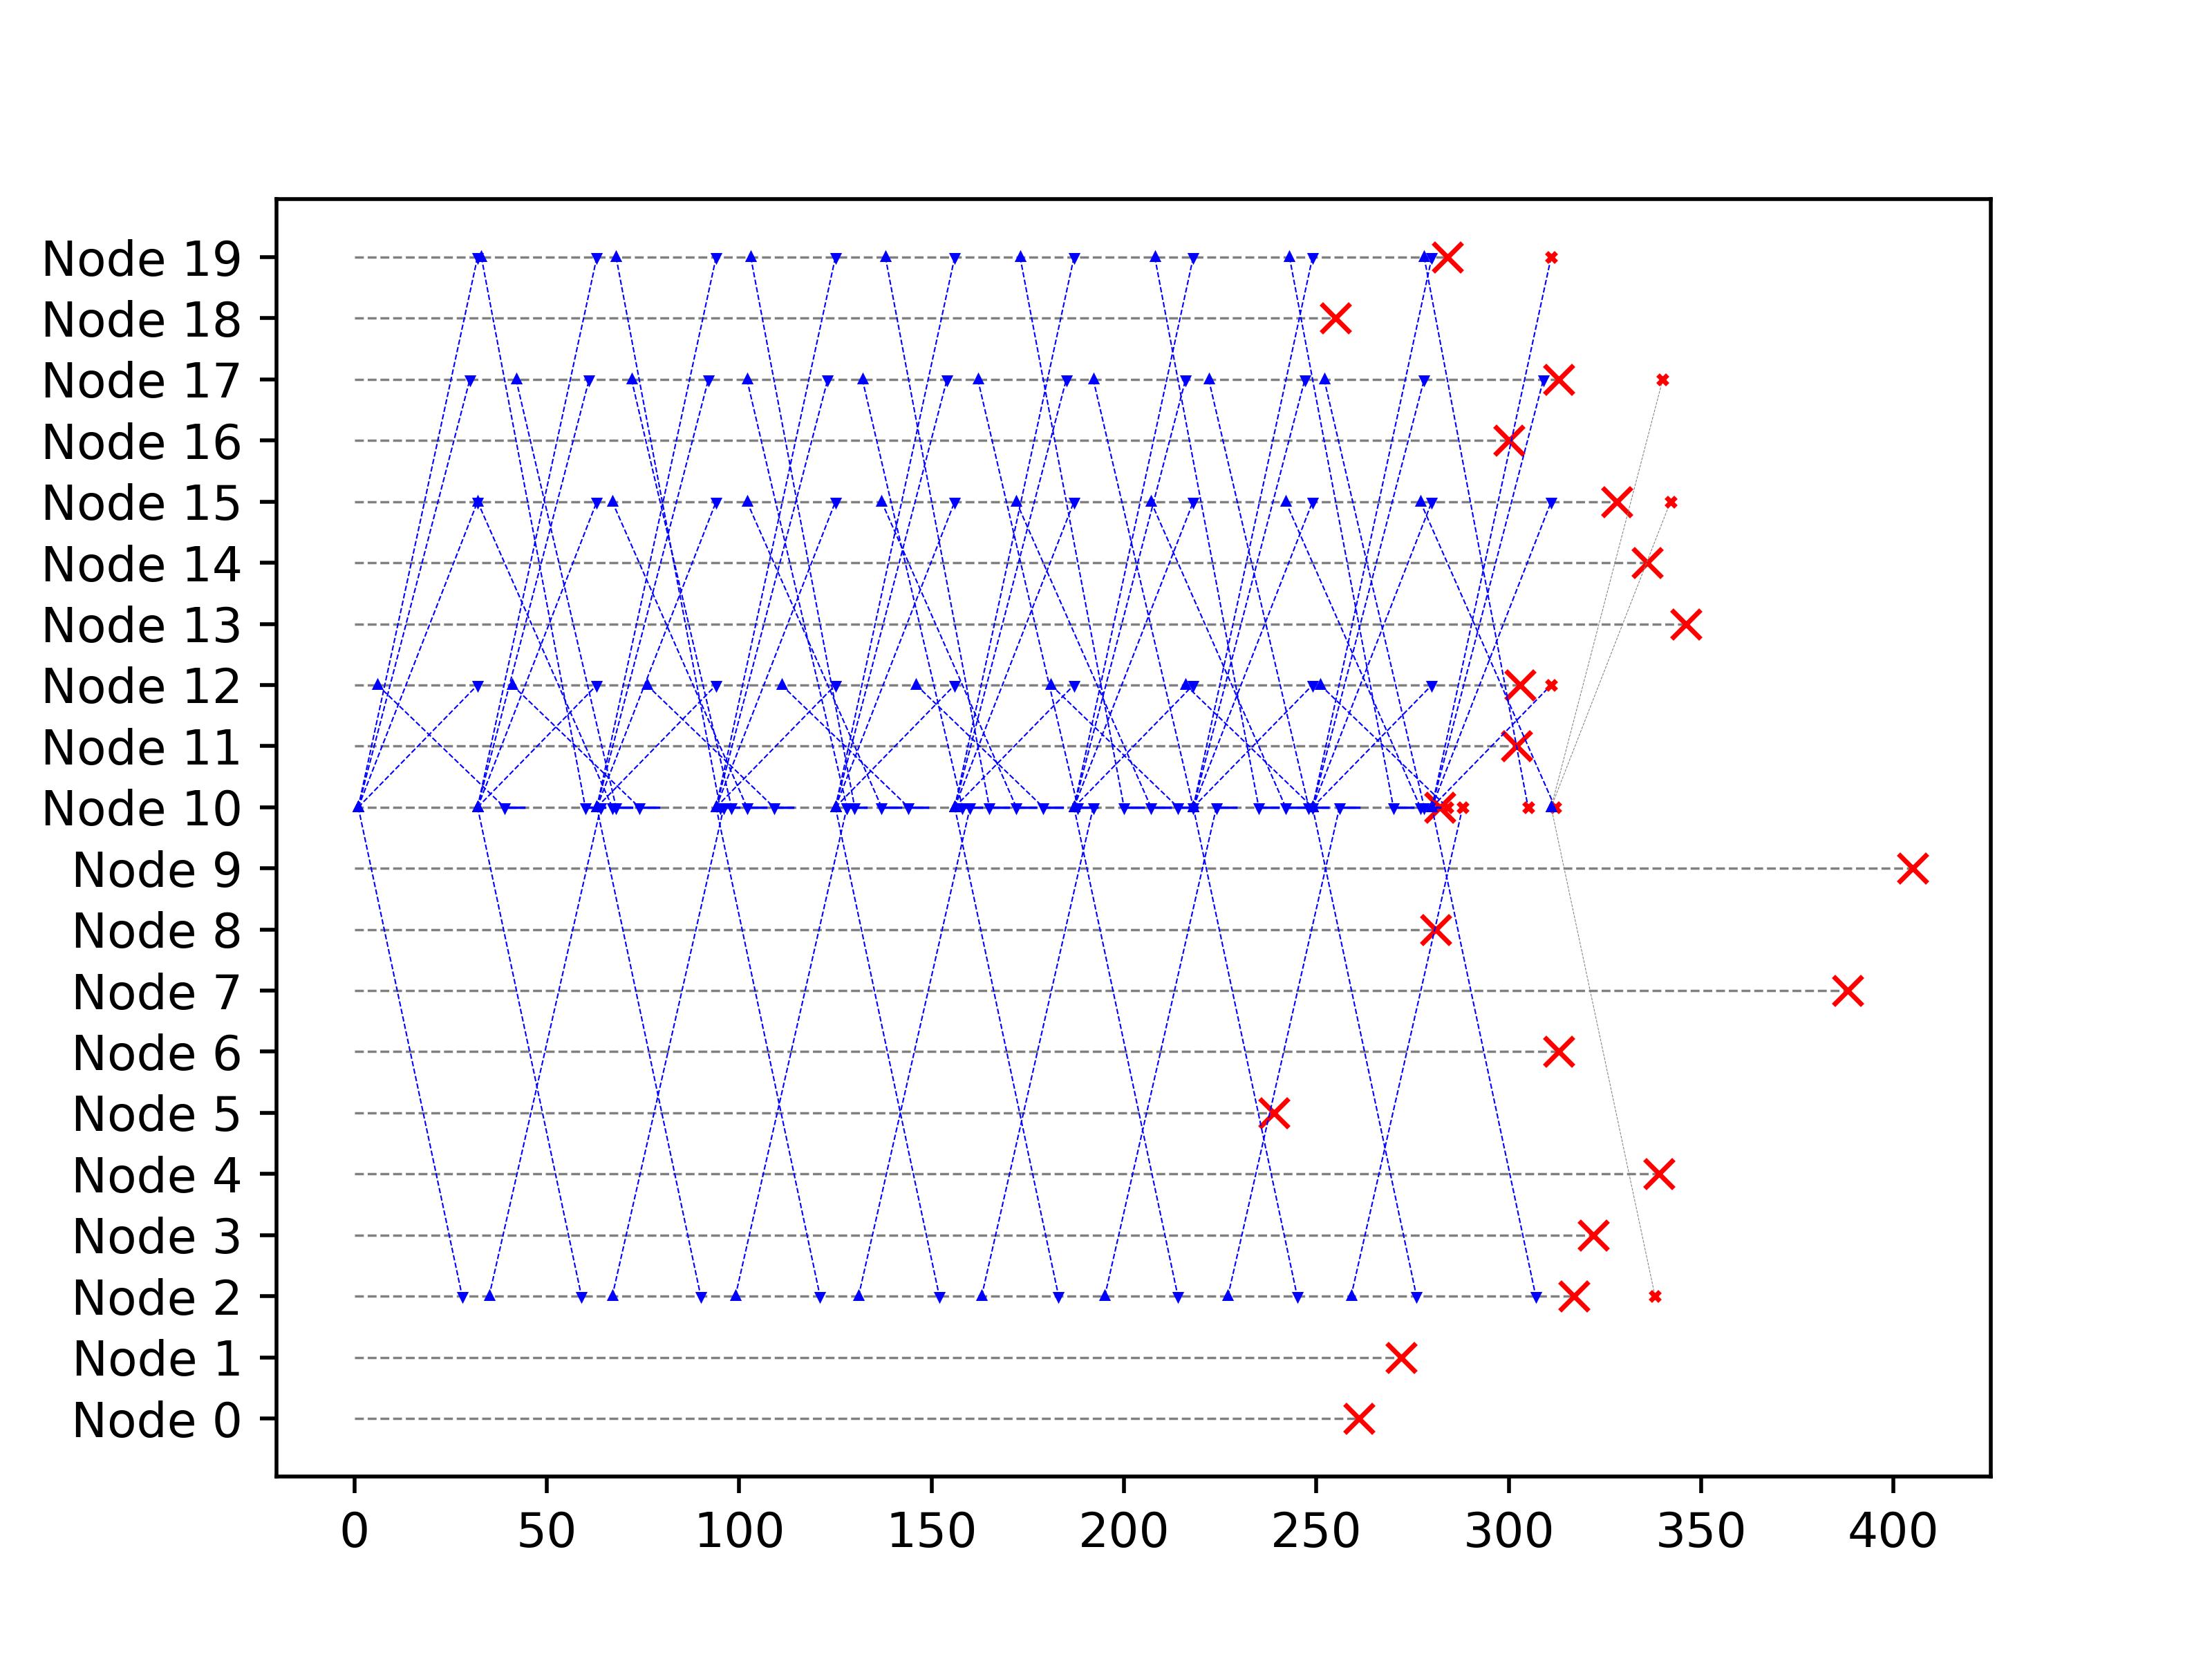 Node 19
Node 18
Node 17
Node 16
Node 15
Node 14
Node 13
Node 12
Node 11
Node 10
Node 9
Node 8
Node 7
Node 6
Node 5
Node 4
Node 3
Node 2
Node 1
Node 0
0 50 100 150 200 250 300 350 400